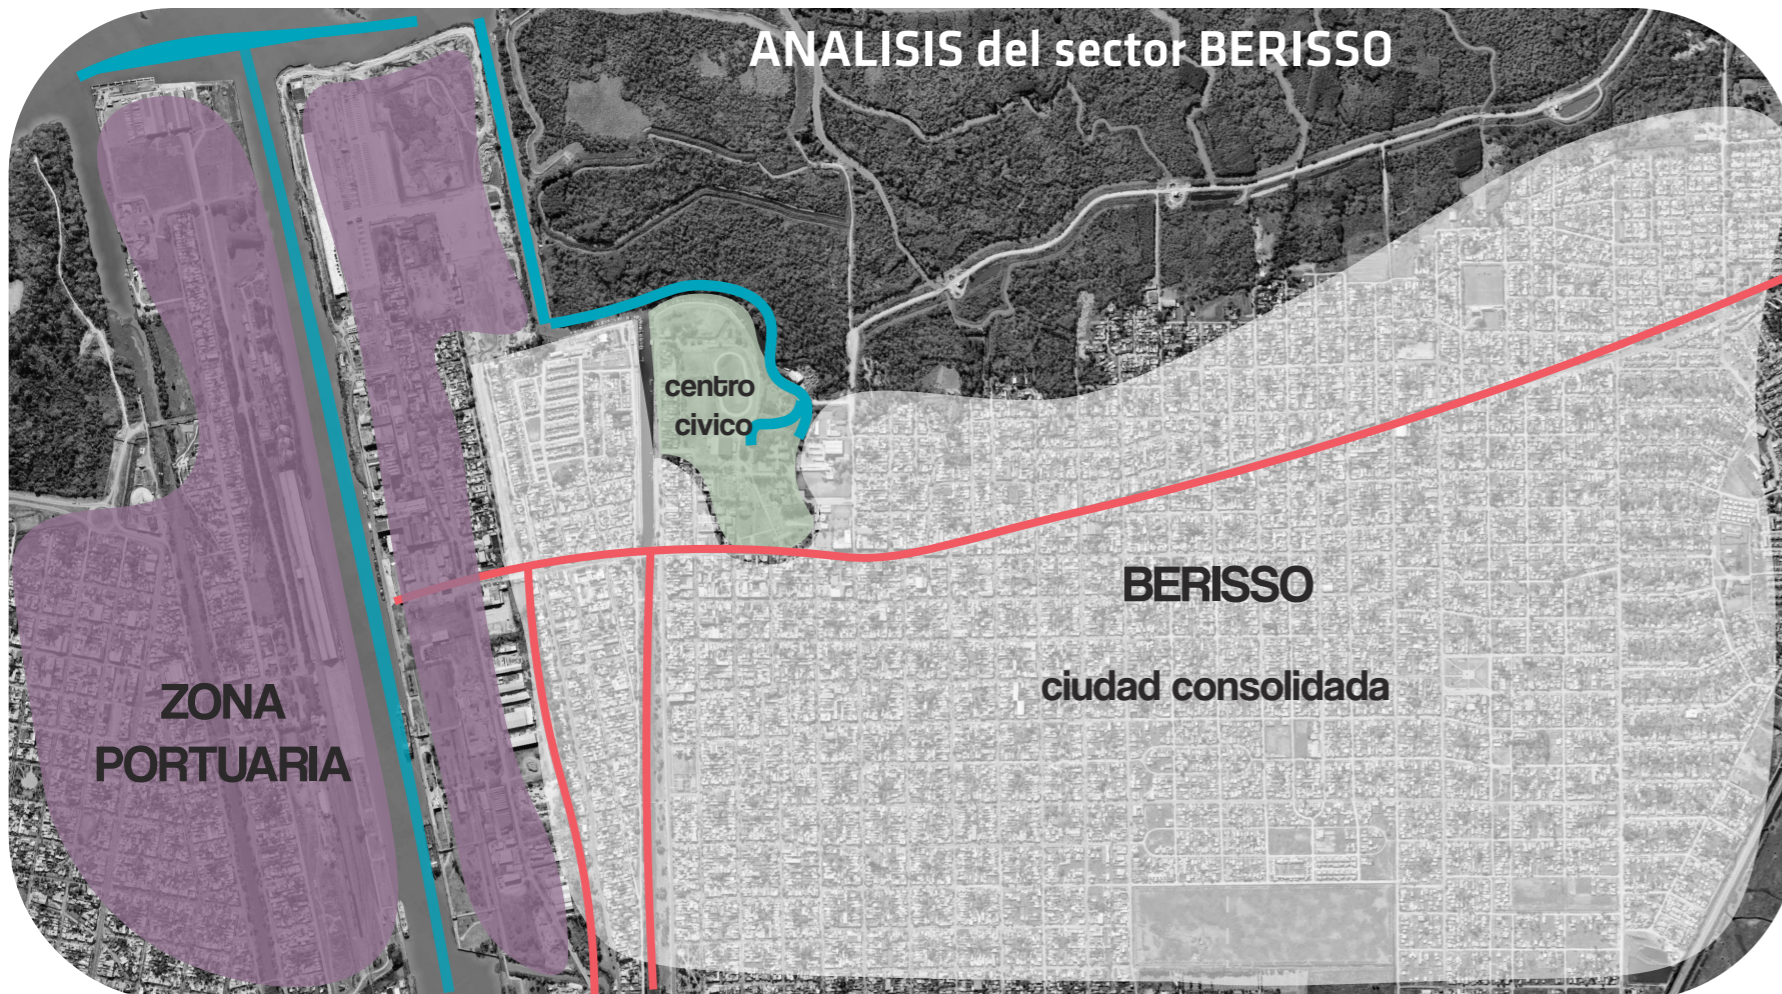 ANALISIS del sector BERISSO
centro
civico
BERISSO
ciudad consolidada
ZONA
PORTUARIA